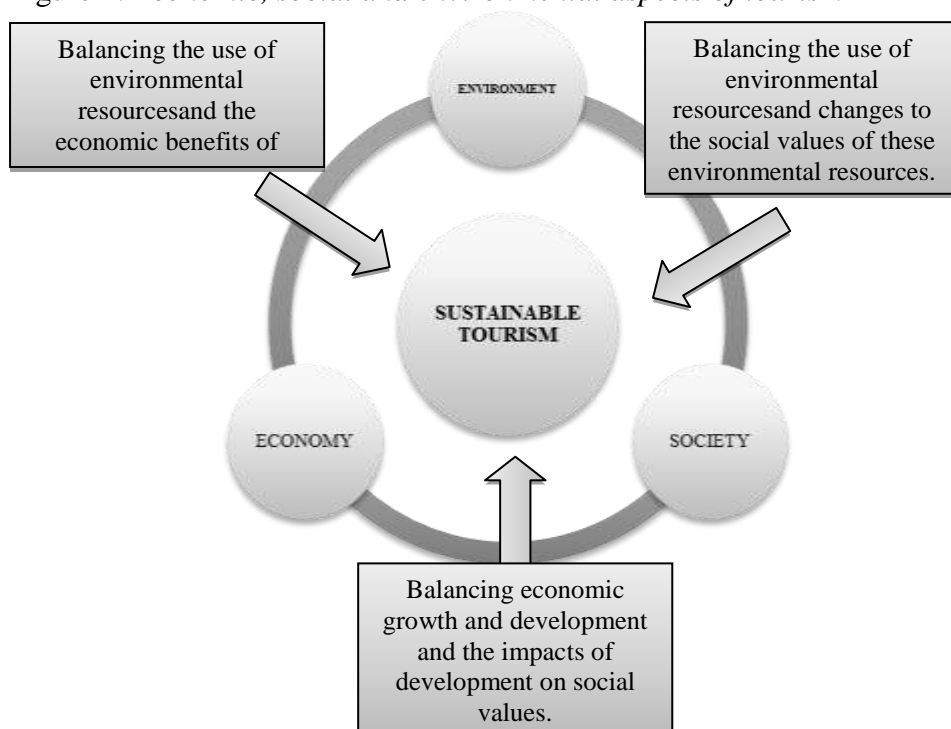 Balancing the use of
environmental
resourcesand the
economic benefits of
ENVIRONMENT
Balancing the use of
environmental
resourcesand changes to
the social values of these
environmental resources.
SUSTAINABLE
TOURISM
ECONOMY
SOCIETY
Balancing economic
growth and development
and the impacts of
development on social
values.